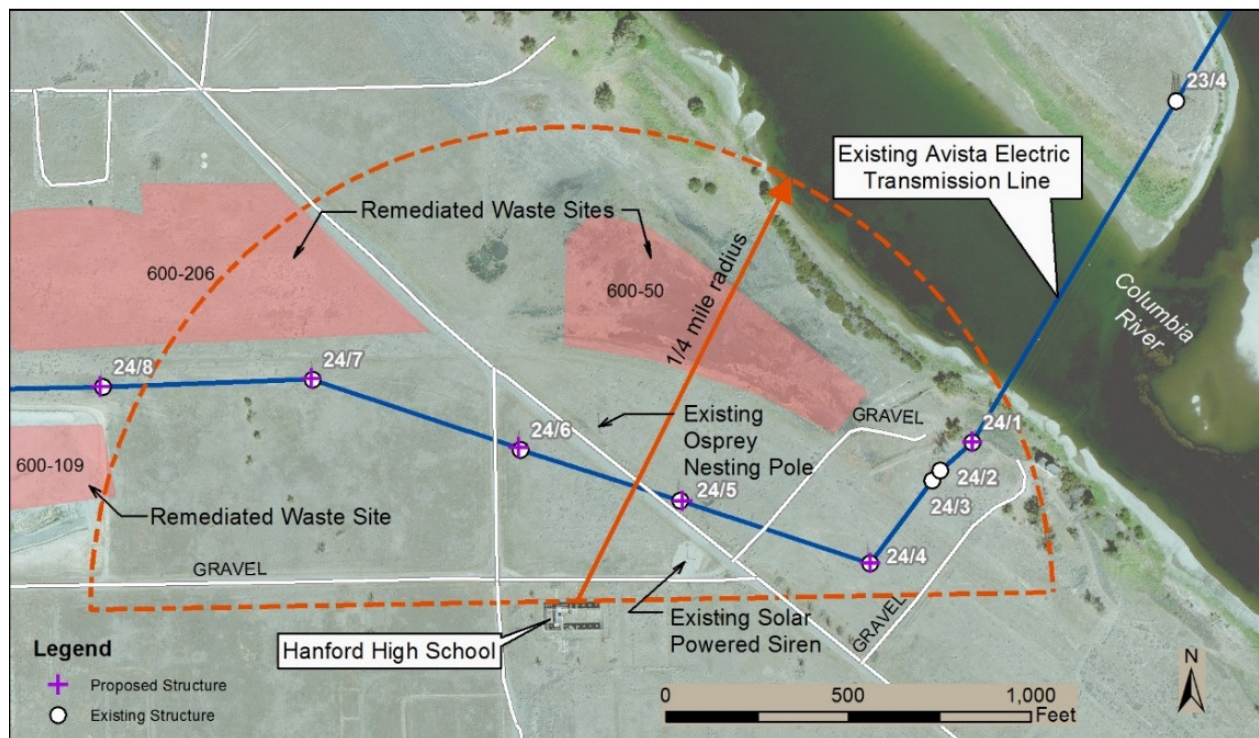 23/4
Existing Avista Electric
Transmission Line
Columbia
River
Remediated Waste Sites
600-206
600-50
1/4 mile radius
24/8
24/7
24/6
24/5
24/1
24/2
24/3
24/4
GRAVEL
Existing
Osprey
Nesting Pole
600-109
Remediated Waste Site
GRAVEL
GRAVEL
Hanford High School
Existing Solar
Powered Siren
Legend
Proposed Structure
Existing Structure
0
500
1,000
Feet
N